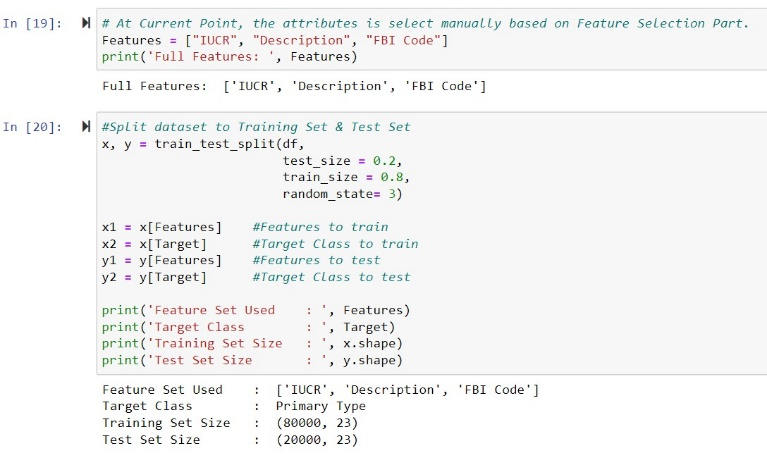 In [19]: # At Current Point, the attributes is select manually based on Feature Selection Part.
Features = ["IUCR", "Description", "FBI Code"]
print('Full Features: ', Features)
Full Features:  ['IUCR', 'Description', 'FBI Code']
In [20]: #Split dataset to Training Set & Test Set
x, y = train_test_split(df,
                        test_size = 0.2,
                        train_size = 0.8,
                        random_state= 3)
x1 = x[Features]    #Features to train
x2 = x[Target]      #Target Class to train
y1 = y[Features]    #Features to test
y2 = y[Target]      #Target Class to test
print('Feature Set Used    : ', Features)
print('Target Class        : ', Target)
print('Training Set Size   : ', x.shape)
print('Test Set Size       : ', y.shape)
Feature Set Used    :  ['IUCR', 'Description', 'FBI Code']
Target Class        :  Primary Type
Training Set Size   :  (80000, 23)
Test Set Size       :  (20000, 23)